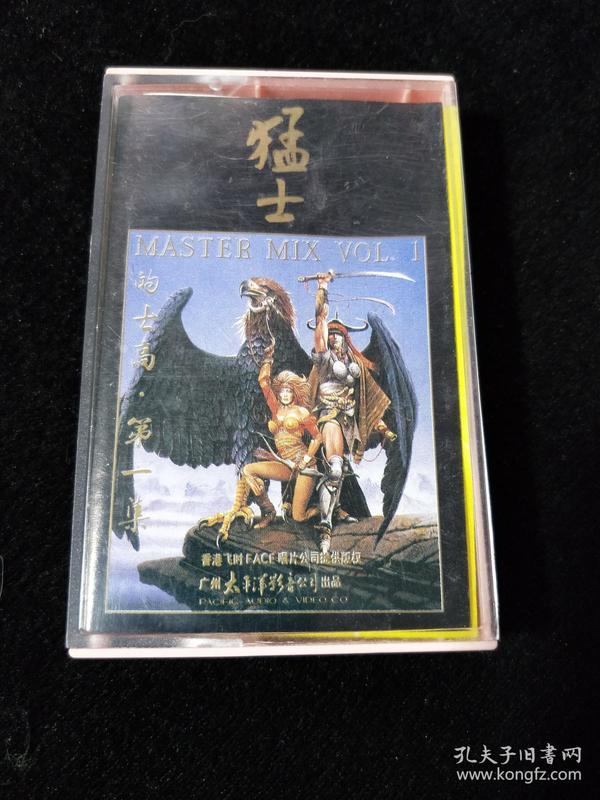 猛士
MASTER MIX VOL. 1
的士高·第一集
香港飞时FACE唱片公司提供版权
广州太平洋影音公司出品
PACIFIC AUDIO & VIDEO CO
孔夫子旧书网
www.kongfz.com